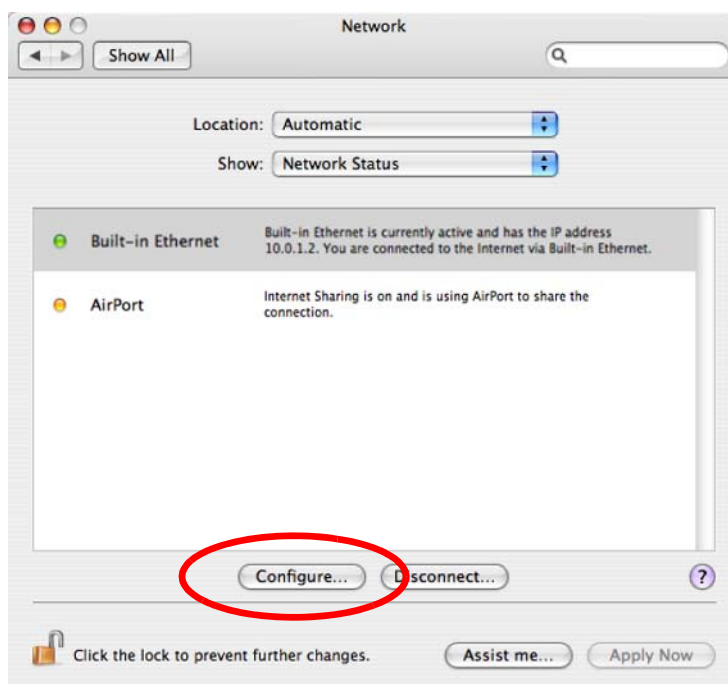 Network
Show All
Location: Automatic
Show: Network Status
Built-in Ethernet
Built-in Ethernet is currently active and has the IP address
10.0.1.2. You are connected to the Internet via Built-in Ethernet.
AirPort
Internet Sharing is on and is using AirPort to share the
connection.
Configure... Disconnect... ?
Click the lock to prevent further changes. Assist me... Apply Now